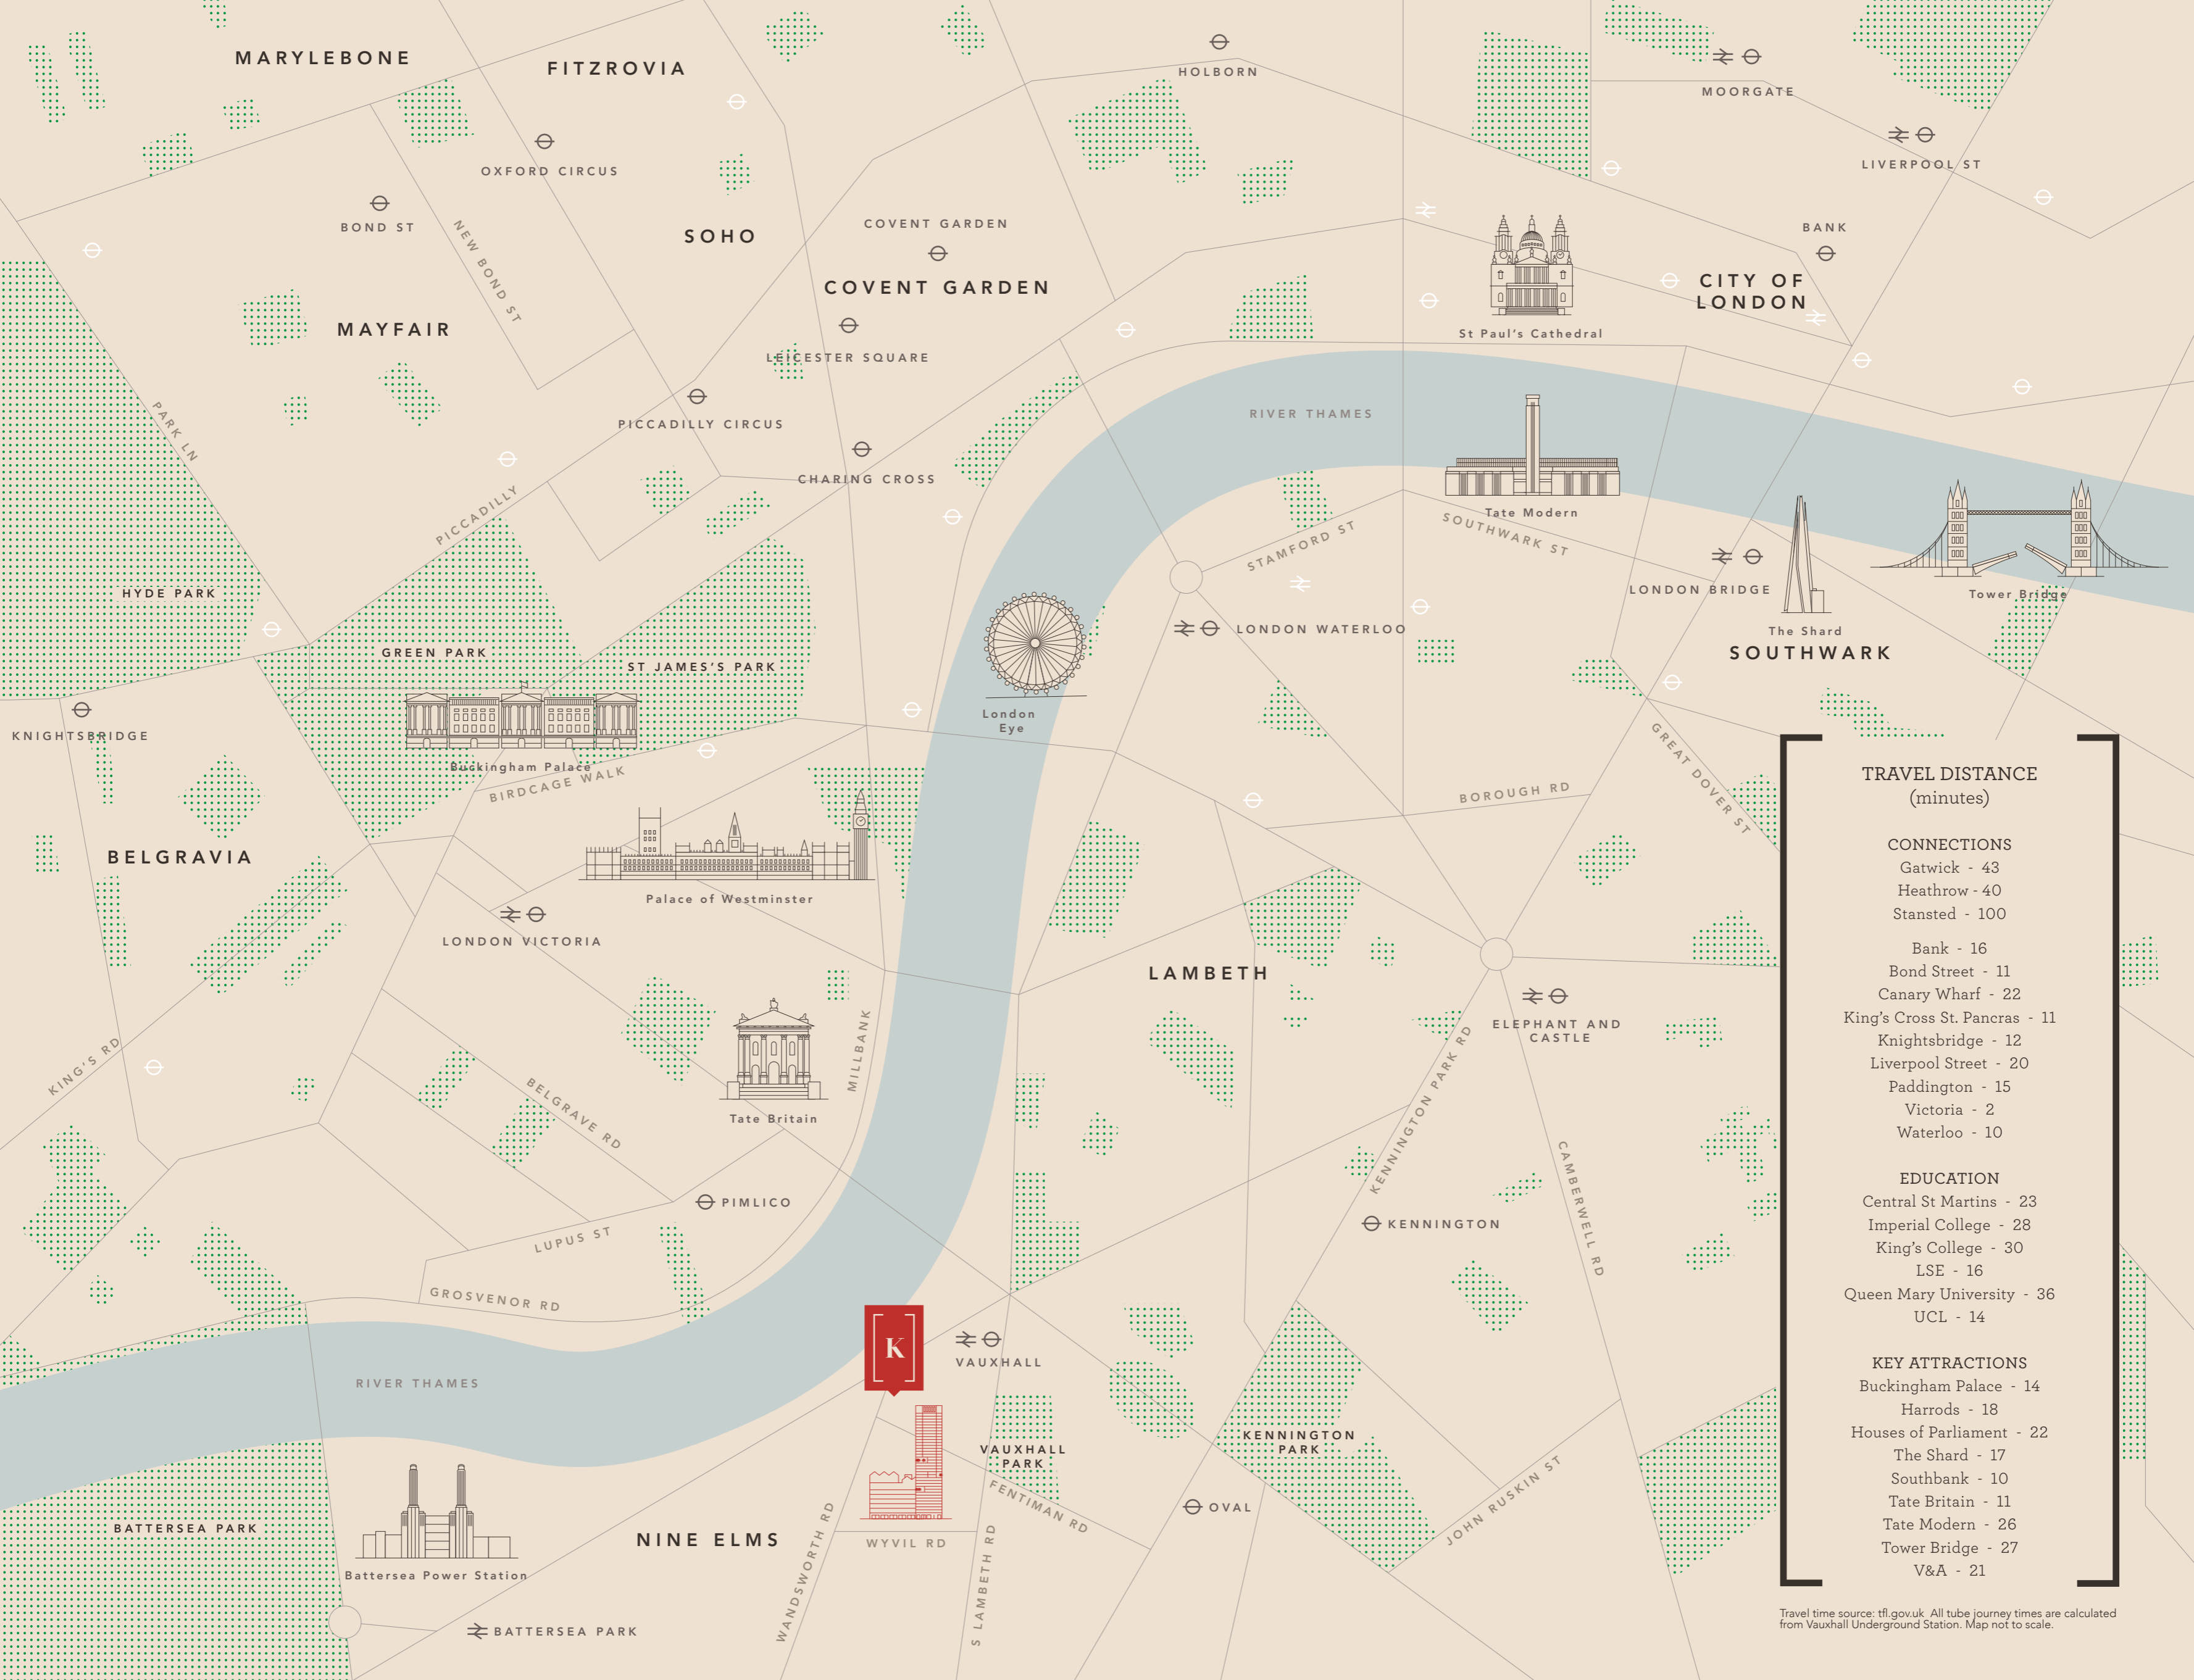 MARYLEBONE
FITZROVIA
HOLBORN
MOORGATE
OXFORD CIRCUS
LIVERPOOL ST
BOND ST
NEW BOND ST
SOHO
COVENT GARDEN
BANK
COVENT GARDEN
CITY OF
LONDON
MAYFAIR
St Paul's Cathedral
LEICESTER SQUARE
PARK LN
PICCADILLY CIRCUS
RIVER THAMES
CHARING CROSS
PICCADILLY
Tate Modern
STAMFORD ST
SOUTHWARK ST
HYDE PARK
LONDON BRIDGE
Tower Bridge
LONDON WATERLOO
The Shard
GREEN PARK
ST JAMES'S PARK
SOUTHWARK
London
Eye
KNIGHTSBRIDGE
Buckingham Palace
BIRDCAGE WALK
GREAT DOVER ST
BOROUGH RD
BELGRAVIA
Palace of Westminster
LONDON VICTORIA
LAMBETH
ELEPHANT AND
CASTLE
MILLBANK
KING'S RD
BELGRAVE RD
Tate Britain
KENNINGTON PARK RD
CAMBERWELL RD
PIMLICO
KENNINGTON
LUPUS ST
GROSVENOR RD
K
VAUXHALL
RIVER THAMES
VAUXHALL
PARK
KENNINGTON
PARK
FENTIMAN RD
OVAL
JOHN RUSKIN ST
BATTERSEA PARK
NINE ELMS
WANDSWORTH RD
WYVIL RD
S LAMBETH RD
Battersea Power Station
BATTERSEA PARK
TRAVEL DISTANCE
(minutes)
CONNECTIONS
Gatwick - 43
Heathrow - 40
Stansted - 100
Bank - 16
Bond Street - 11
Canary Wharf - 22
King's Cross St. Pancras - 11
Knightsbridge - 12
Liverpool Street - 20
Paddington - 15
Victoria - 2
Waterloo - 10
EDUCATION
Central St Martins - 23
Imperial College - 28
King's College - 30
LSE - 16
Queen Mary University - 36
UCL - 14
KEY ATTRACTIONS
Buckingham Palace - 14
Harrods - 18
Houses of Parliament - 22
The Shard - 17
Southbank - 10
Tate Britain - 11
Tate Modern - 26
Tower Bridge - 27
V&A - 21
Travel time source: tfl.gov.uk All tube journey times are calculated
from Vauxhall Underground Station. Map not to scale.